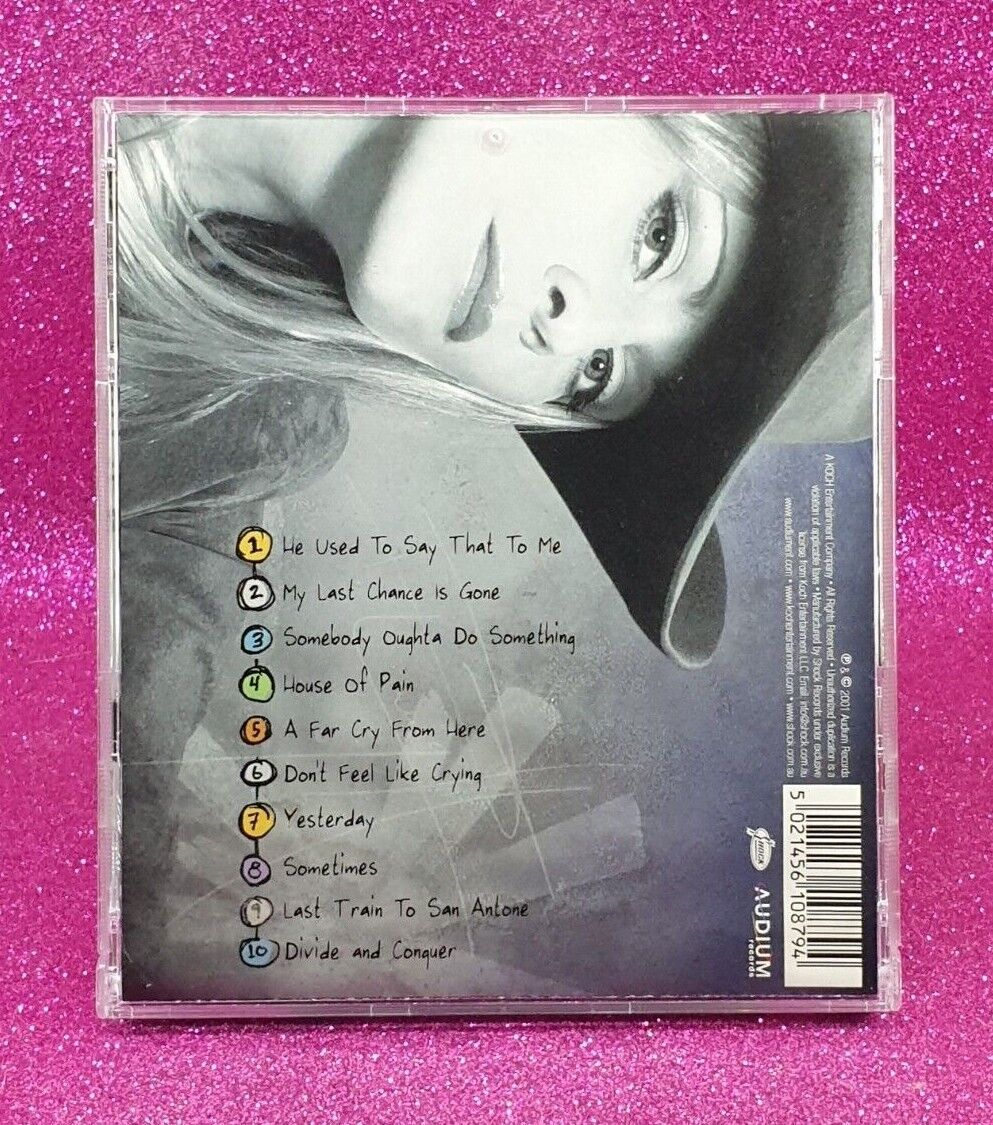 1 He Used To Say That To Me
2 My Last Chance Is Gone
3 Somebody Oughta Do Something
4 House Of Pain
5 A Far Cry From Here
6 Don't Feel Like Crying
7 Yesterday
8 Sometimes
9 Last Train To San Antone
10 Divide and Conquer
℗ & © 2001 Audium Records
A KOCH Entertainment Company • All Rights Reserved • Unauthorized duplication is a
violation of applicable laws • Manufactured by Shock Records under exclusive
license from Koch Entertainment LLC Email: info@shock.com.au
www.audiument.com • www.kochentertainment.com • www.shock.com.au
SHOCK
AUDIUM
records
5 021456 108794